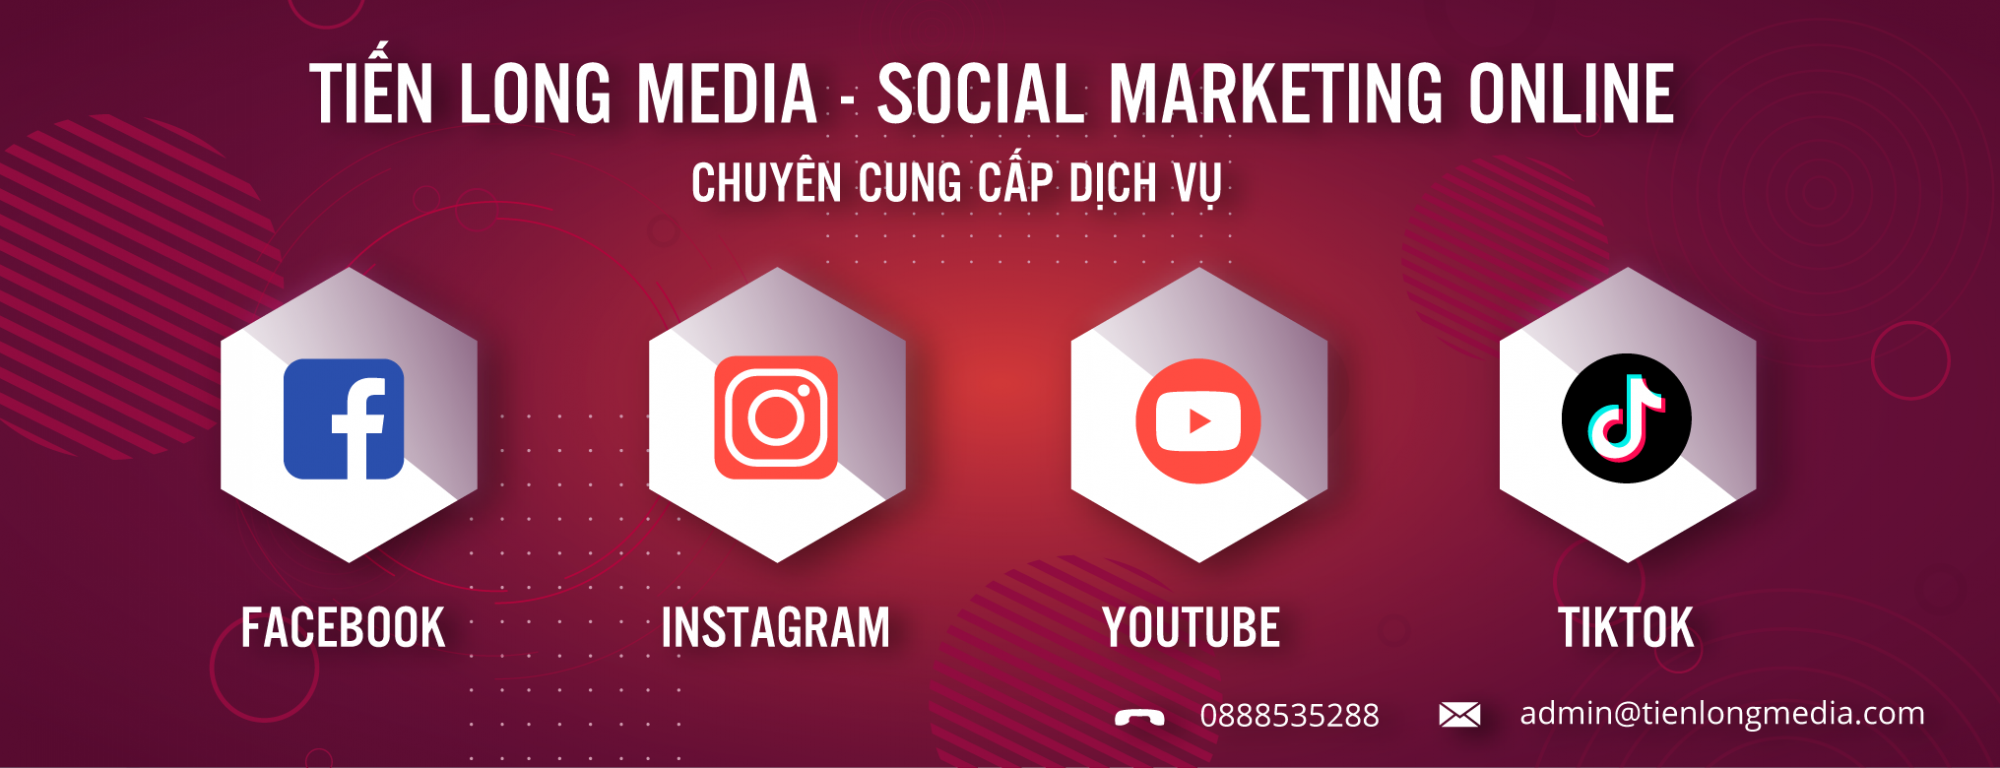 TIẾN LONG MEDIA - SOCIAL MARKETING ONLINE
CHUYÊN CUNG CẤP DỊCH VỤ
FACEBOOK
INSTAGRAM
YOUTUBE
TIKTOK
0888535288
admin@tienlongmedia.com